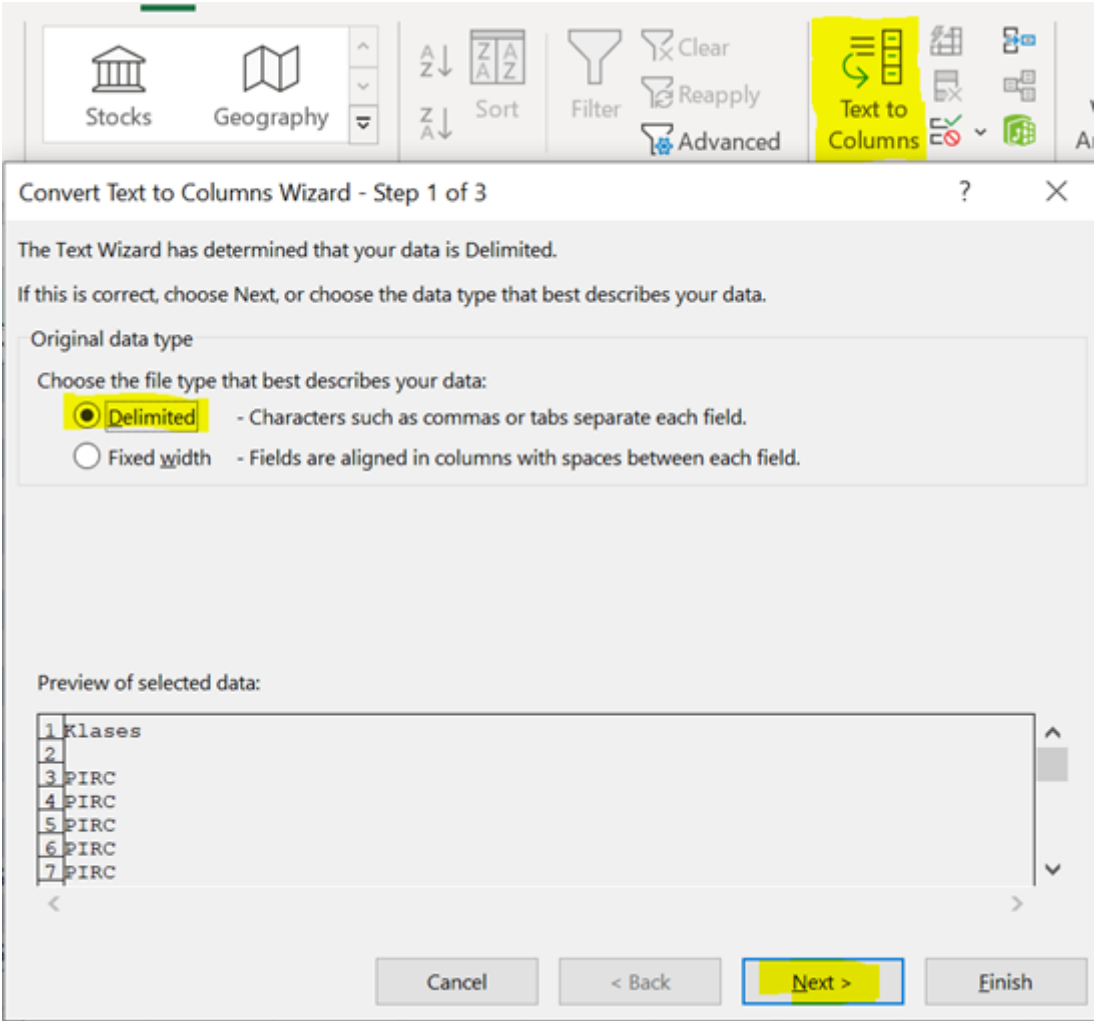 Stocks
Geography
Sort
Filter
Clear
Reapply
Advanced
Text to
Columns
Convert Text to Columns Wizard - Step 1 of 3
The Text Wizard has determined that your data is Delimited.
If this is correct, choose Next, or choose the data type that best describes your data.
Original data type
Choose the file type that best describes your data:
Delimited - Characters such as commas or tabs separate each field.
Fixed width - Fields are aligned in columns with spaces between each field.
Preview of selected data:
1 Klases
2
3 PIRC
4 PIRC
5 PIRC
6 PIRC
7 PIRC
Cancel
< Back
Next >
Finish